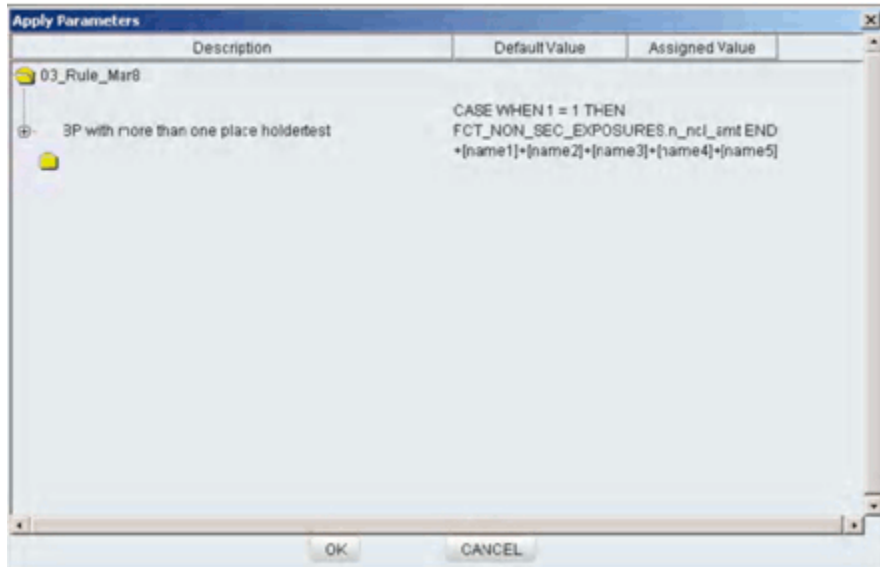 Apply Parameters
Description Default Value Assigned Value
03_Rule_Mar8
CASE WHEN 1 = 1 THEN
BP with more than one place holdertest FCT_NON_SEC_EXPOSURES.n_ncl_amt END
+[name1]+[name2]+[name3]+[name4]+[name5]
OK CANCEL